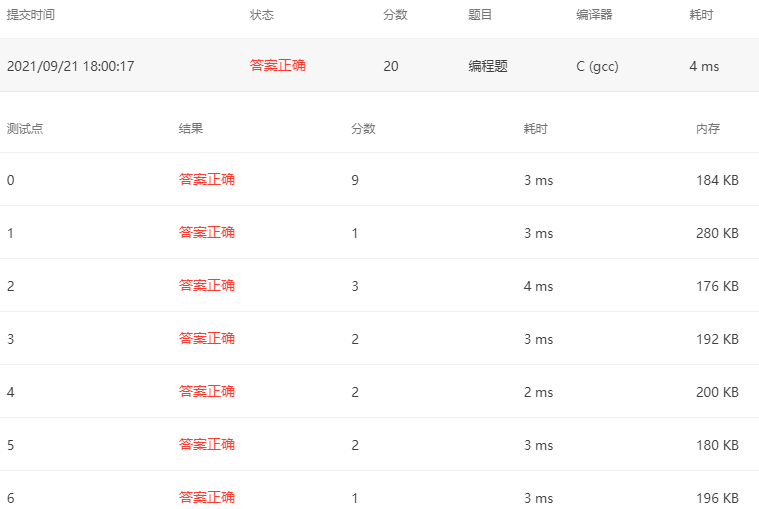 提交时间 状态 分数 题目 编译器 耗时
2021/09/21 18:00:17 答案正确 20 编程题 C (gcc) 4 ms
测试点 结果 分数 耗时 内存
0 答案正确 9 3 ms 184 KB
1 答案正确 1 3 ms 280 KB
2 答案正确 3 4 ms 176 KB
3 答案正确 2 3 ms 192 KB
4 答案正确 2 2 ms 200 KB
5 答案正确 2 3 ms 180 KB
6 答案正确 1 3 ms 196 KB